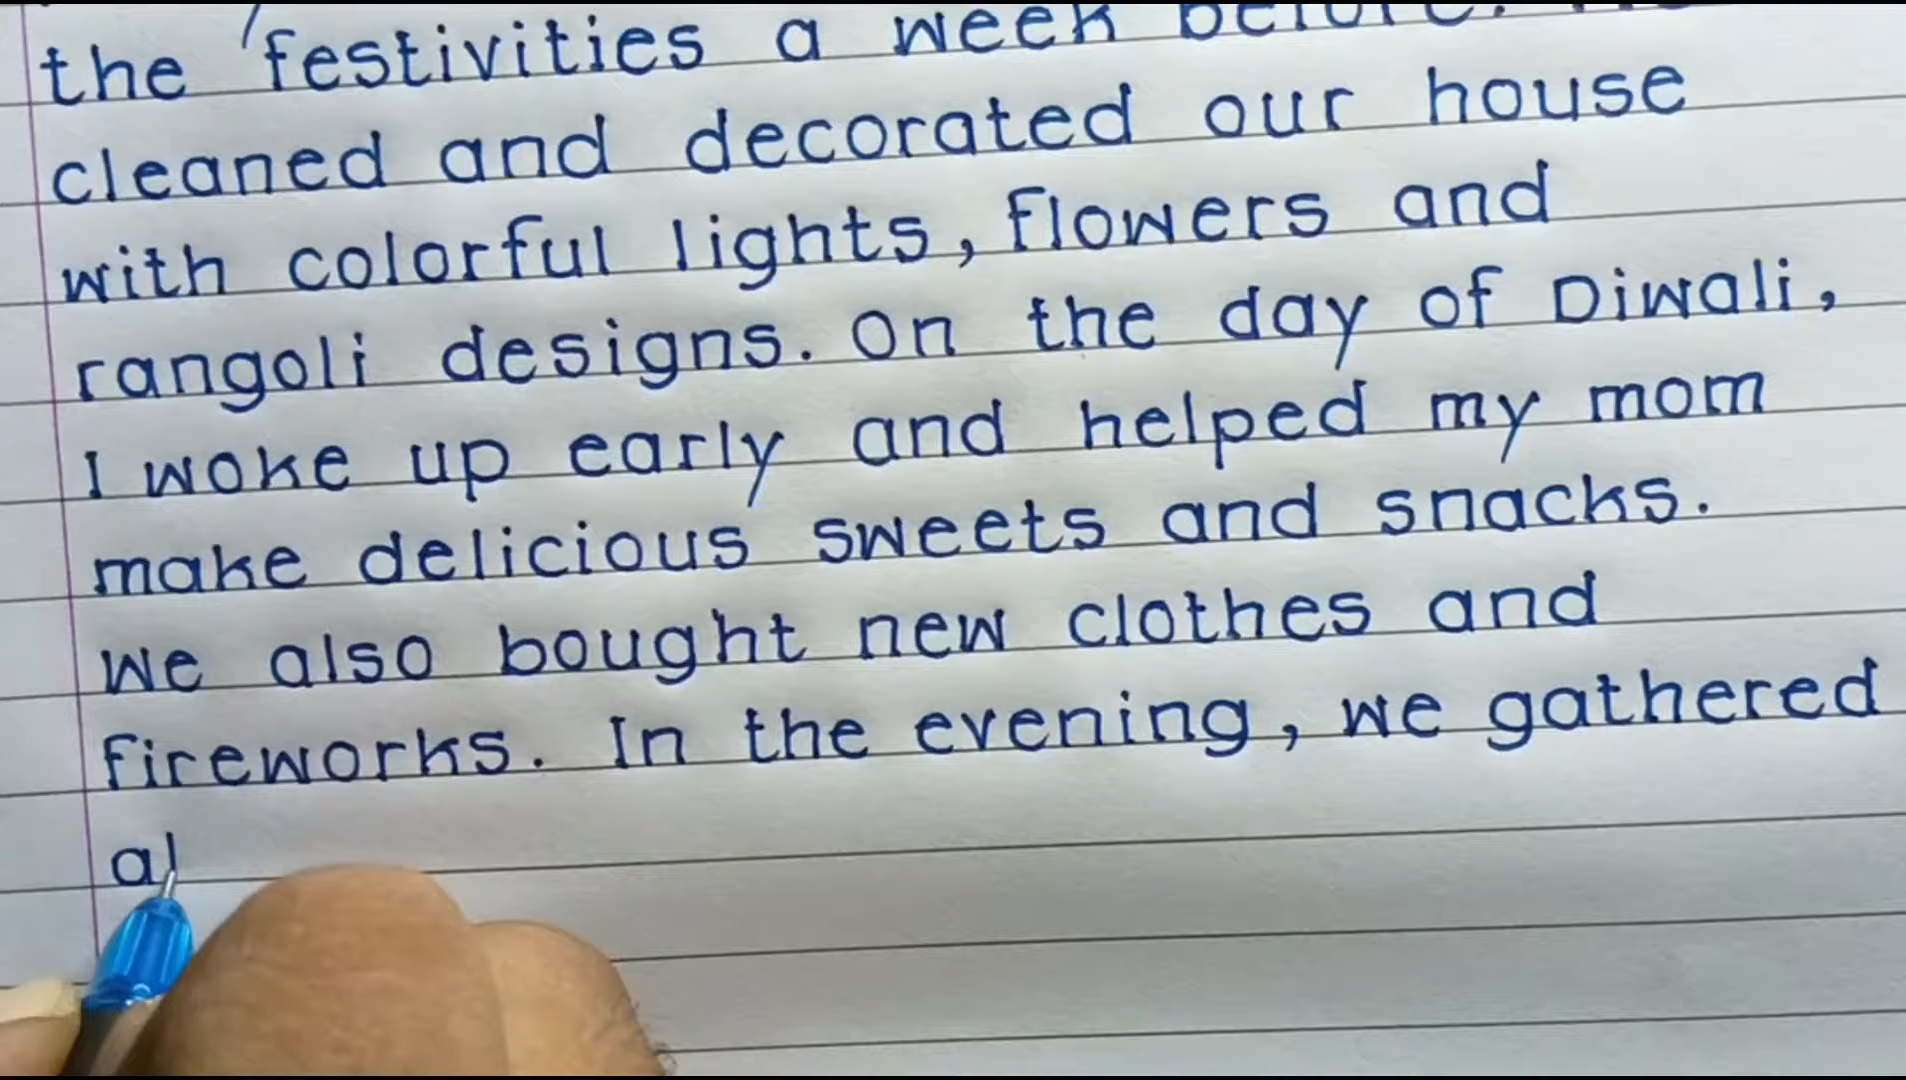 the festivities a week before.
cleaned and decorated our house
with colorful lights, flowers and
rangoli designs. On the day of Diwali,
I woke up early and helped my mom
make delicious sweets and snacks.
We also bought new clothes and
fireworks. In the evening, we gathered
al